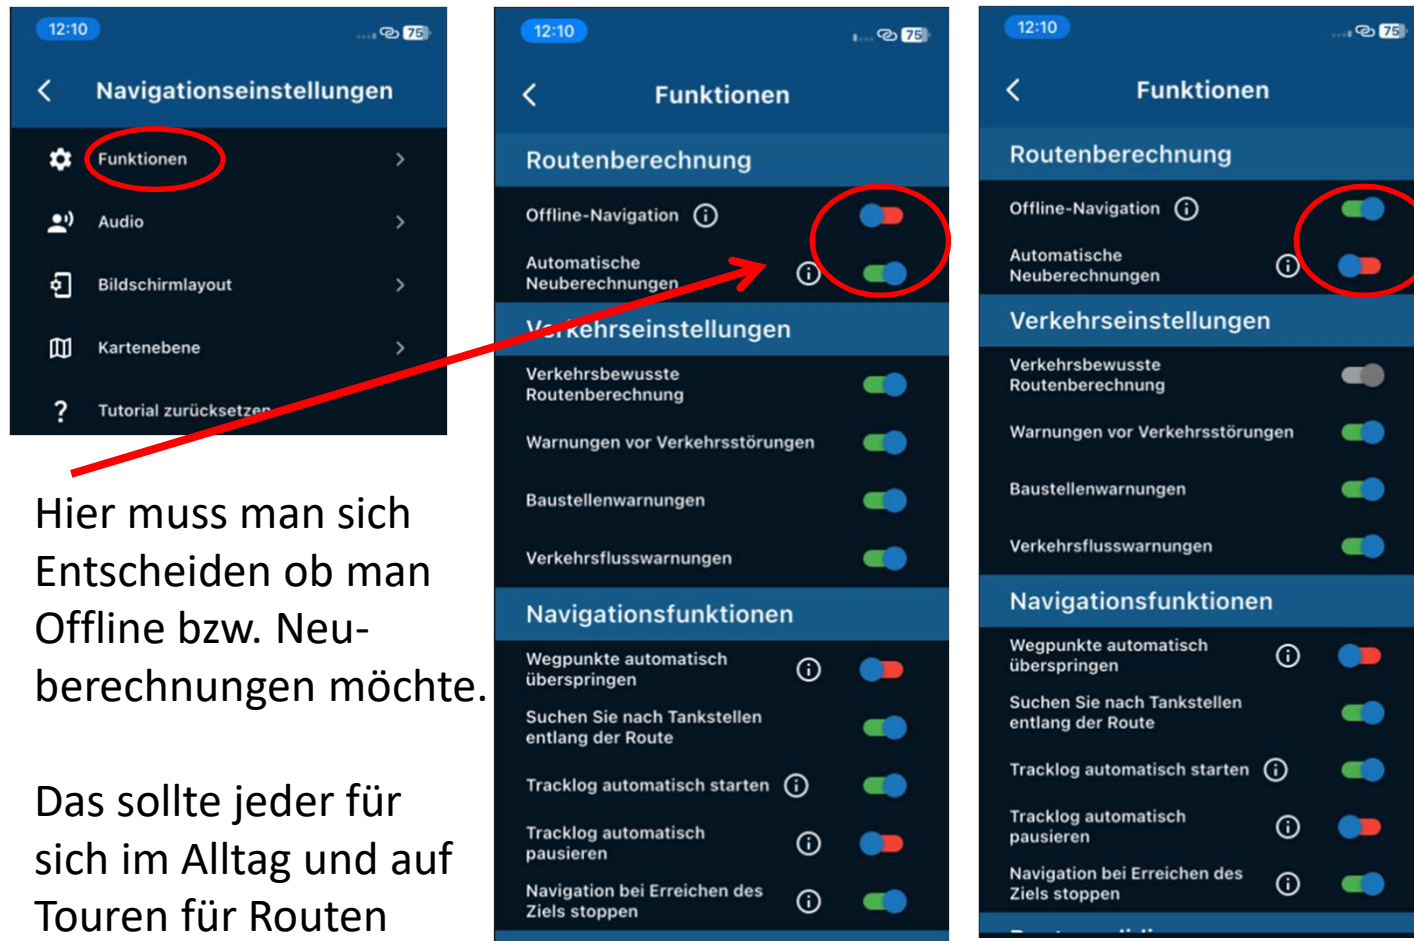 12:10
75
Navigationseinstellungen
Funktionen
Audio
Bildschirmlayout
Kartenebene
? Tutorial zurücksetzen
Hier muss man sich
Entscheiden ob man
Offline bzw. Neu-
berechnungen möchte.
Das sollte jeder für
sich im Alltag und auf
Touren für Routen
12:10
75
Funktionen
Routenberechnung
Offline-Navigation
Automatische
Neuberechnungen
Verkehrseinstellungen
Verkehrsbewusste
Routenberechnung
Warnungen vor Verkehrsstörungen
Baustellenwarnungen
Verkehrsflusswarnungen
Navigationsfunktionen
Wegpunkte automatisch
überspringen
Suchen Sie nach Tankstellen
entlang der Route
Tracklog automatisch starten
Tracklog automatisch
pausieren
Navigation bei Erreichen des
Ziels stoppen
12:10
75
Funktionen
Routenberechnung
Offline-Navigation
Automatische
Neuberechnungen
Verkehrseinstellungen
Verkehrsbewusste
Routenberechnung
Warnungen vor Verkehrsstörungen
Baustellenwarnungen
Verkehrsflusswarnungen
Navigationsfunktionen
Wegpunkte automatisch
überspringen
Suchen Sie nach Tankstellen
entlang der Route
Tracklog automatisch starten
Tracklog automatisch
pausieren
Navigation bei Erreichen des
Ziels stoppen